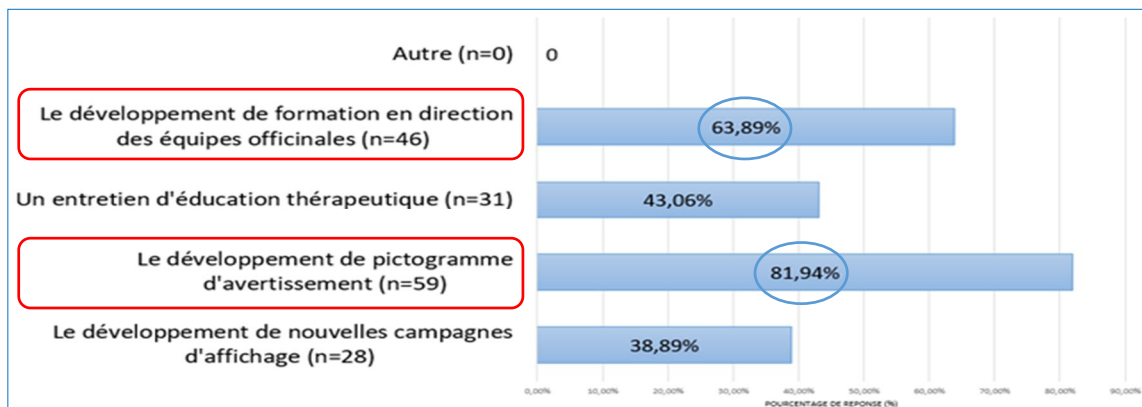 Autre (n=0)
0
Le développement de formation en direction
des équipes officinales (n=46)
63,89%
Un entretien d'éducation thérapeutique (n=31)
43,06%
Le développement de pictogramme
d'avertissement (n=59)
81,94%
Le développement de nouvelles campagnes
d'affichage (n=28)
38,89%
0,00% 10,00% 20,00% 30,00% 40,00% 50,00% 60,00% 70,00% 80,00% 90,00%
POURCENTAGE DE REPONSE (%)